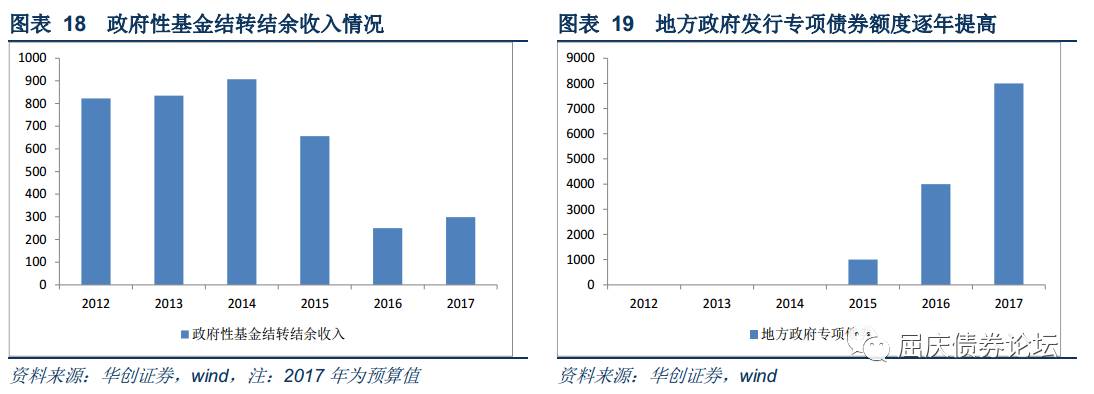 图表 18 政府性基金结转结余收入情况
1000
900
800
700
600
500
400
300
200
100
0
2012 2013 2014 2015 2016 2017
政府性基金结转结余收入
资料来源：华创证券，wind，注：2017 年为预算值
图表 19 地方政府发行专项债券额度逐年提高
9000
8000
7000
6000
5000
4000
3000
2000
1000
0
2012 2013 2014 2015 2016 2017
地方政府专项
屈庆债券论坛
资料来源：华创证券，wind